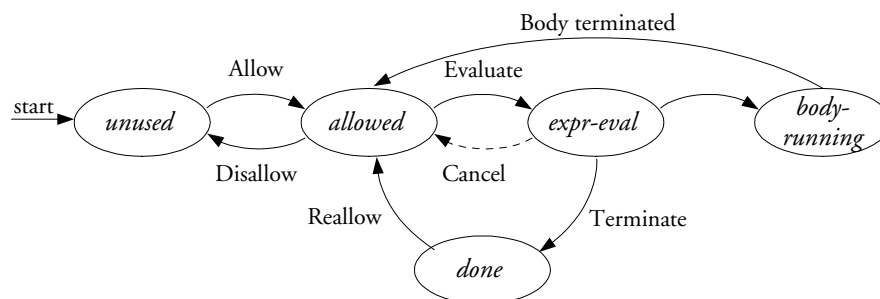 Body terminated
Allow
Evaluate
start
unused
allowed
expr-eval
body-
running
Disallow
Cancel
Reallow
Terminate
done